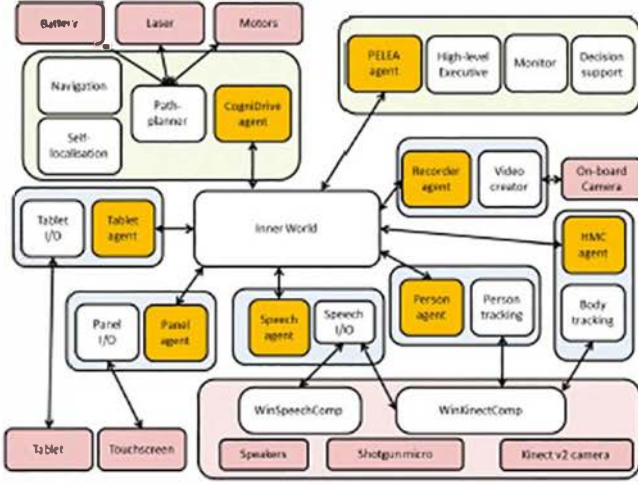 Battery
Laser
Motors
Navigation
Self-
localisation
Path-
planner
CogniDrive
agent
PELEA
agent
High-level
Executive
Monitor
Decision
support
Recorder
agent
Video
creator
On-board
Camera
Tablet
I/O
Tablet
agent
Inner World
HMC
agent
Body
tracking
Panel
I/O
Panel
agent
Speech
agent
Speech
I/O
Person
agent
Person
tracking
WinSpeechComp
WinKinectComp
Tablet
Touchscreen
Speakers
Shotgun micro
Kinect v2 camera